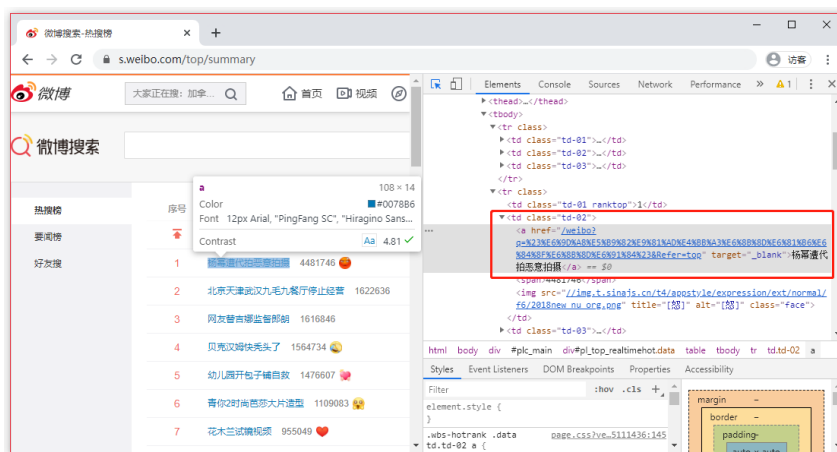 微博搜索-热搜榜
s.weibo.com/top/summary
访客
微博
大家正在搜：加拿...
首页
视频
微博搜索
热搜榜
要闻榜
好友搜
序号
a
108 × 14
Color
#007BB6
Font
12px Arial, "PingFang SC", "Hiragino Sans...
Contrast
Aa
4.81
1
杨幂遭代拍恶意拍摄
4481746
2
北京天津武汉九毛九餐厅停止经营
1622636
3
网友替吉娜监督郎朗
1616846
4
贝克汉姆快秃头了
1564734
5
幼儿园开包子铺自救
1476607
6
青你2时尚芭莎大片造型
1109083
7
花木兰试镜视频
955049
Elements
Console
Sources
Network
Performance
»
1
<thead>…</thead>
<tbody>
<tr class>
<td class="td-01">…</td>
<td class="td-02">…</td>
<td class="td-03">…</td>
</tr>
<tr class>
<td class="td-01 ranktop">1</td>
<td class="td-02">
<a href="/weibo?
q=%23%E6%9D%A8%E5%B9%82%E9%81%AD%E4%BB%A3%E6%8B%8D%E6%81%B6%E6
%84%8F%E6%8B%8D%E6%91%84%23&Refer=top" target="_blank">杨幂遭代
拍恶意拍摄</a> == $0
<span>4481746</span>
<img src="//img.t.sinajs.cn/t4/appstyle/expression/ext/normal/
f6/2018new_nu_org.png" title="[怒]" alt="[怒]" class="face">
</td>
<td class="td-03">…</td>
html
body
div
#plc_main
div#pl_top_realtimehot.data
table
tbody
tr
td.td-02
a
Styles
Event Listeners
DOM Breakpoints
Properties
Accessibility
Filter
:hov
.cls
+
element.style {
}
.wbs-hotrank .data
page.css?ve…5111436:145
td.td-02 a {
margin
–
border
–
padding-
auto × auto